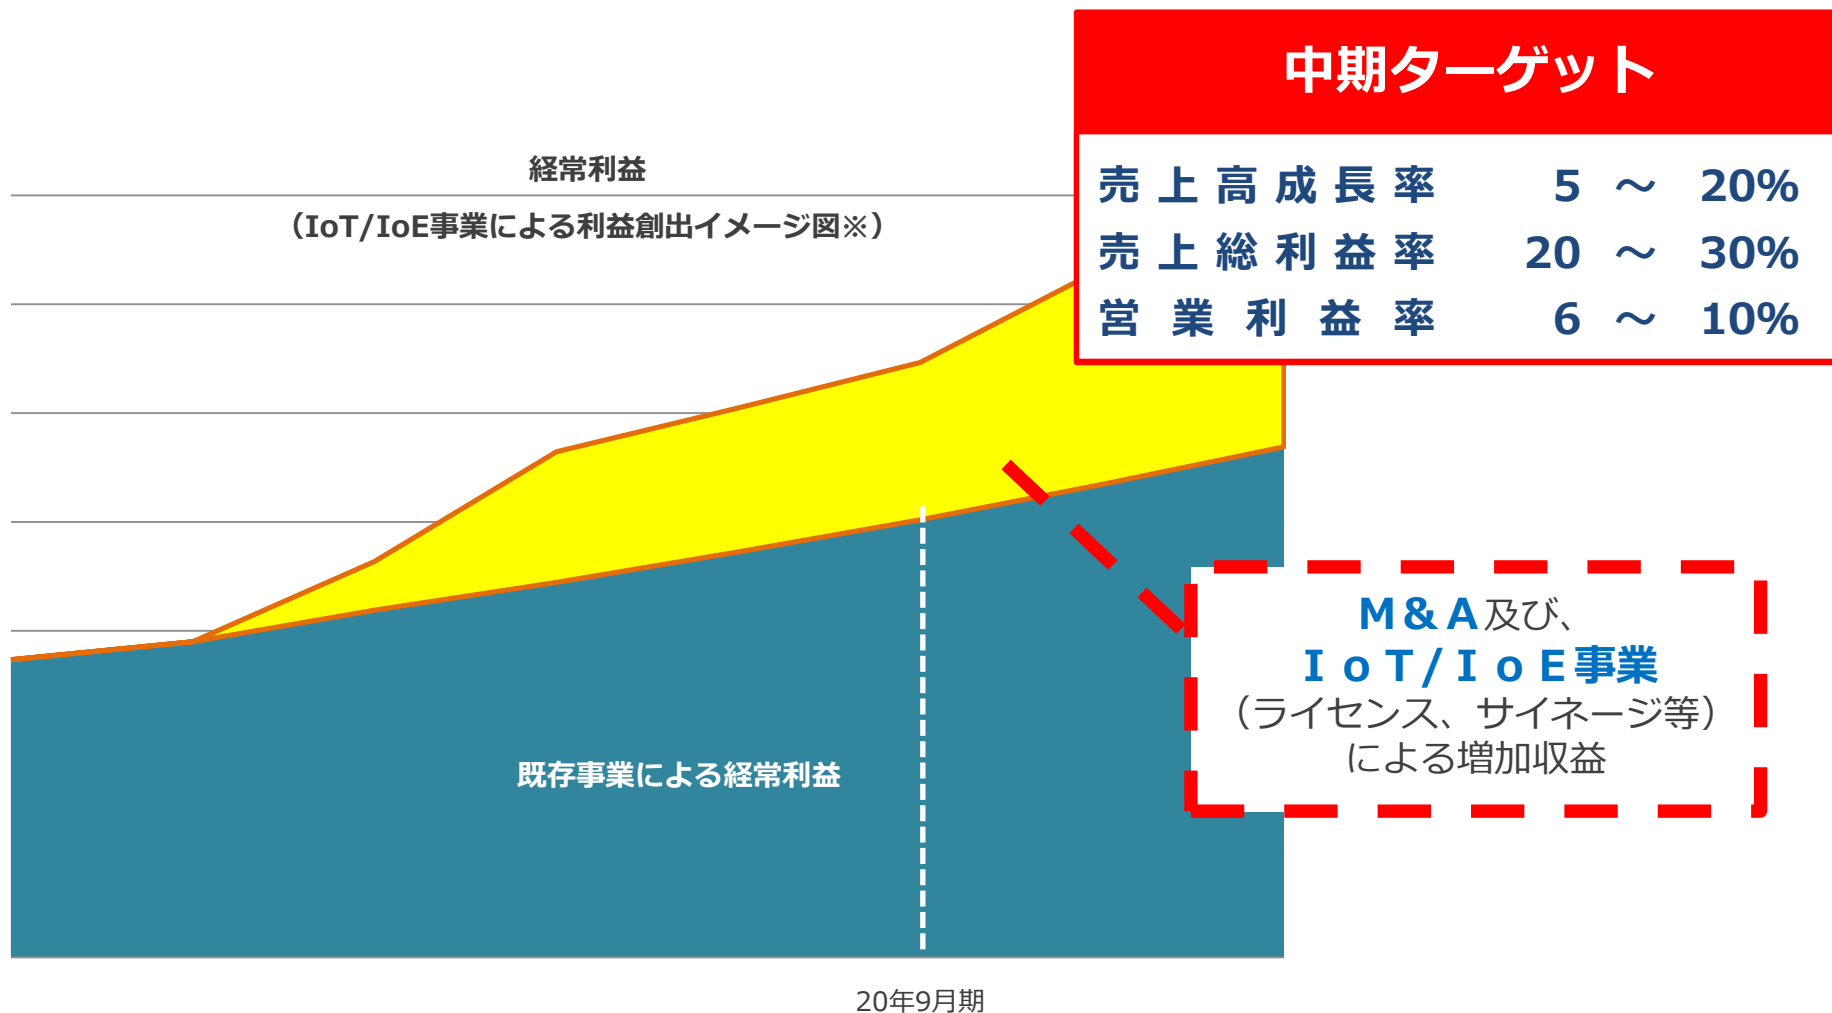 中期ターゲット
売上高成長率 5 ～ 20%
売上総利益率 20 ～ 30%
営業利益率 6 ～ 10%
経常利益
（IoT/IoE事業による利益創出イメージ図※）
M&A及び、
ＩｏＴ/ＩｏＥ事業
（ライセンス、サイネージ等）
による増加収益
既存事業による経常利益
20年9月期